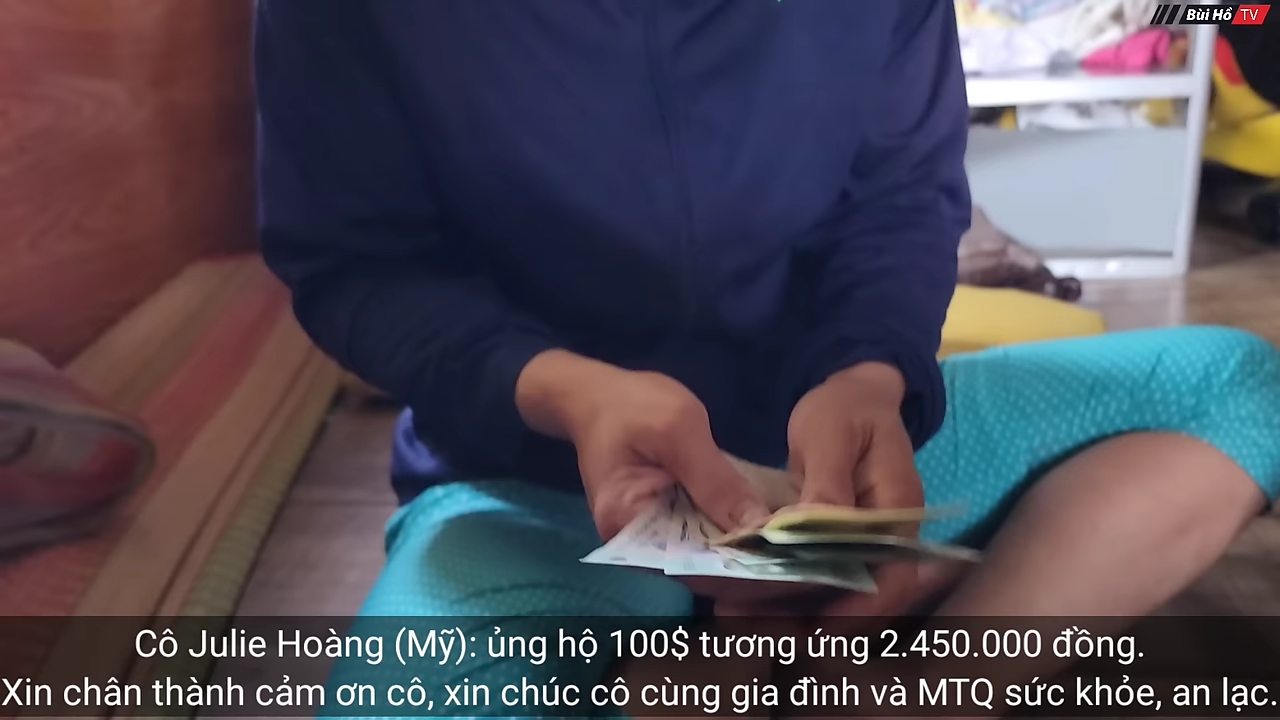 Bùi Hồ TV
Cô Julie Hoàng (Mỹ): ủng hộ 100$ tương ứng 2.450.000 đồng.
Xin chân thành cảm ơn cô, xin chúc cô cùng gia đình và MTQ sức khỏe, an lạc.